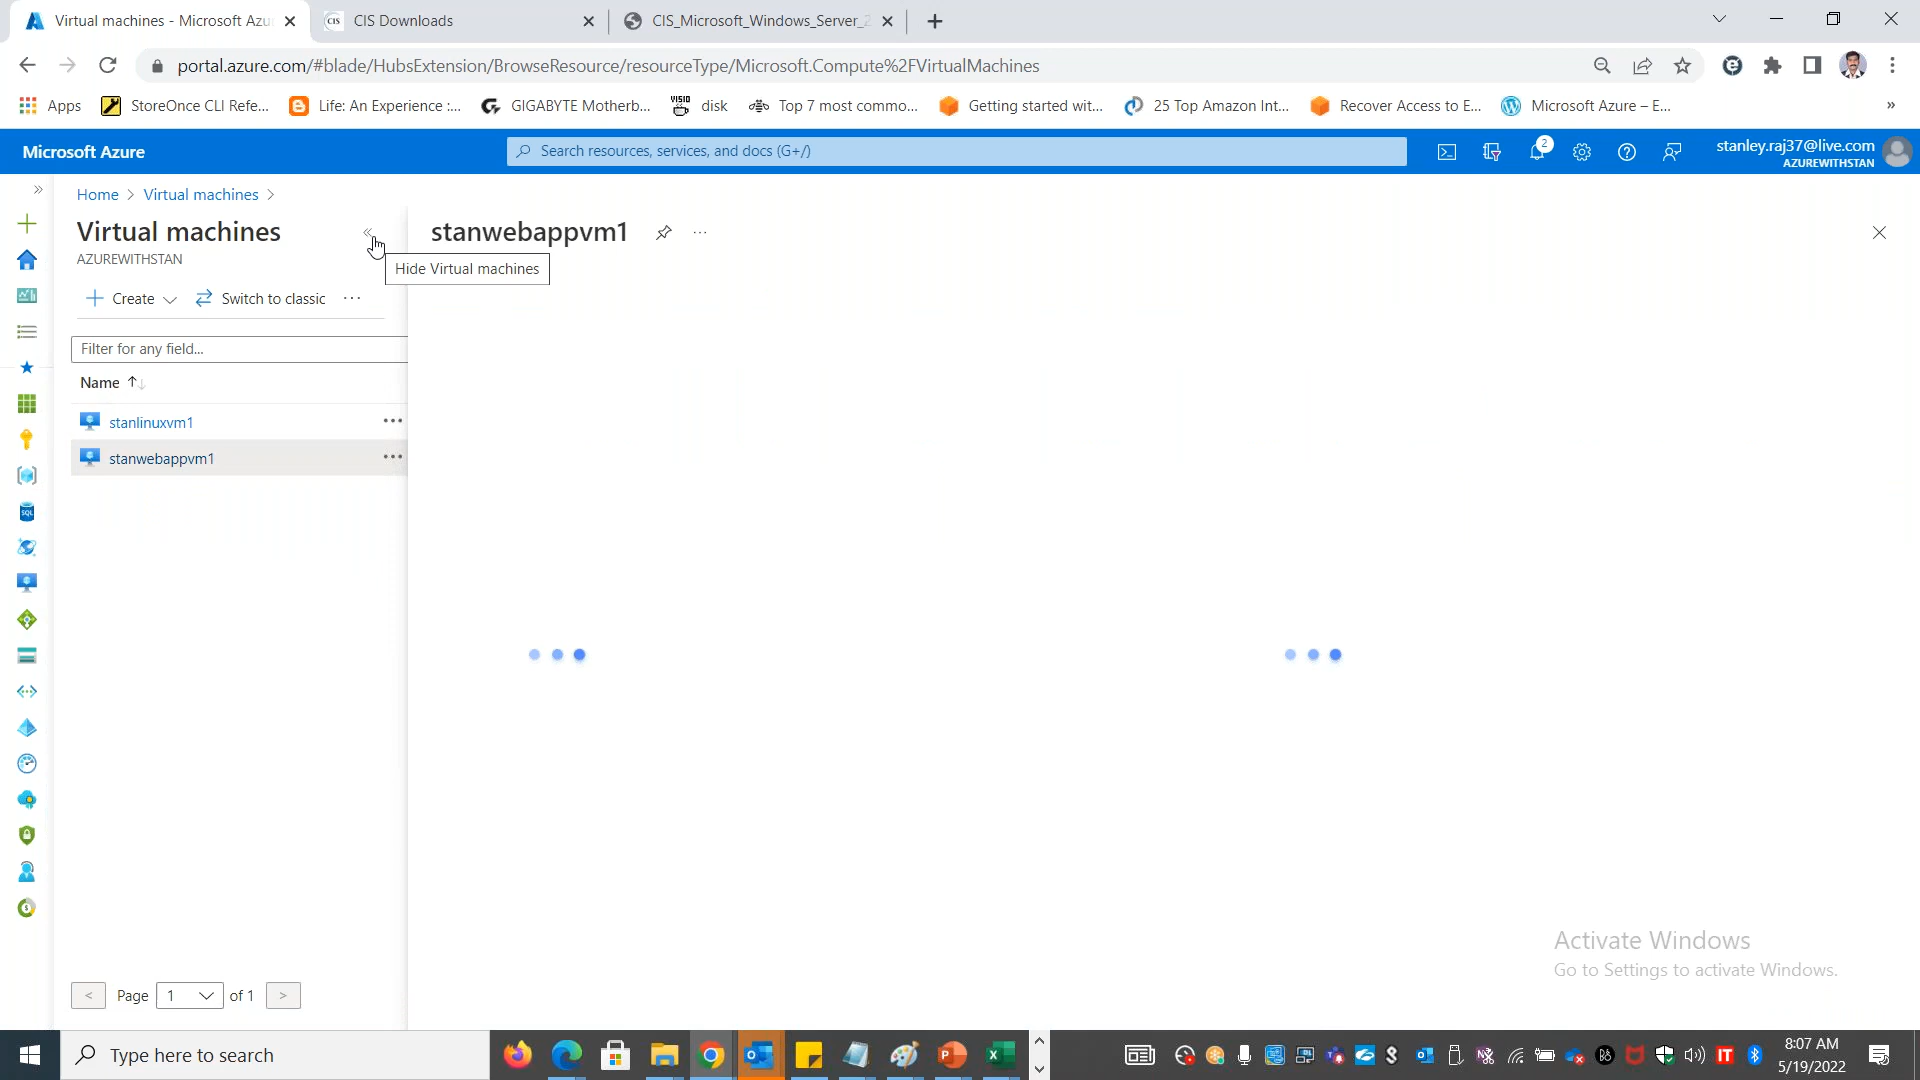 Virtual machines - Microsoft Azu
CIS Downloads
CIS_Microsoft_Windows_Server_2
portal.azure.com/#blade/HubsExtension/BrowseResource/resourceType/Microsoft.Compute%2FVirtualMachines
Apps
StoreOnce CLI Refe...
Life: An Experience :...
GIGABYTE Motherb...
VISIO
disk
Top 7 most commo...
Getting started wit...
25 Top Amazon Int...
Recover Access to E...
Microsoft Azure – E...
»
Microsoft Azure
Search resources, services, and docs (G+/)
2
stanley.raj37@live.com
AZUREWITHSTAN
Home > Virtual machines >
Virtual machines
AZUREWITHSTAN
stanwebappvm1
Hide Virtual machines
Create
Switch to classic
Filter for any field...
Name
stanlinuxvm1
stanwebappvm1
SQL
< Page 1 of 1 >
Activate Windows
Go to Settings to activate Windows.
Type here to search
8:07 AM
5/19/2022